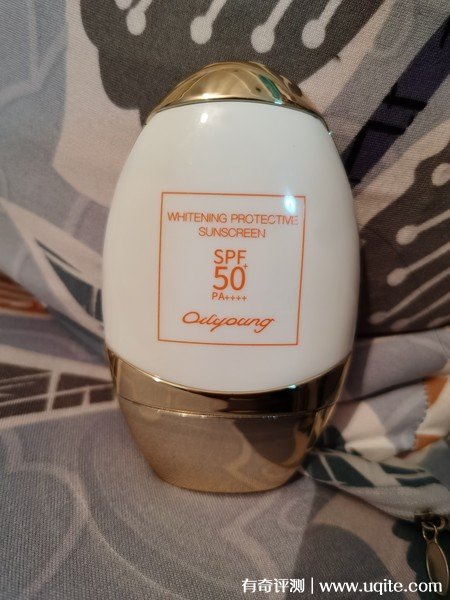 WHITENING PROTECTIVE
SUNSCREEN
SPF
50+
PA++++
Oilyoung
有奇评测 | www.uqite.com